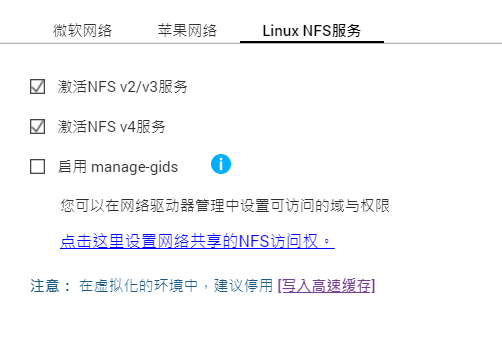 微软网络 苹果网络 Linux NFS服务
激活NFS v2/v3服务
激活NFS v4服务
启用 manage-gids
您可以在网络驱动器管理中设置可访问的域与权限
点击这里设置网络共享的NFS访问权。
注意： 在虚拟化的环境中，建议停用 [写入高速缓存]